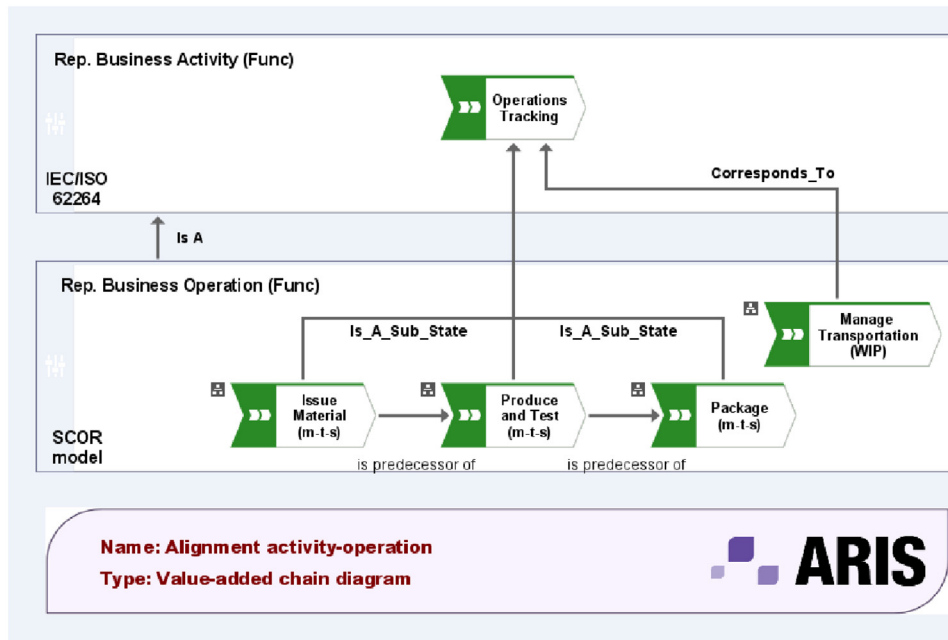 Rep. Business Activity (Func)
Operations
Tracking
IEC/ISO
62264
Corresponds_To
Is A
Rep. Business Operation (Func)
Is_A_Sub_State
Is_A_Sub_State
Manage
Transportation
(WIP)
Issue
Material
(m-t-s)
Produce
and Test
(m-t-s)
Package
(m-t-s)
SCOR
model
is predecessor of
is predecessor of
Name: Alignment activity-operation
Type: Value-added chain diagram
ARIS